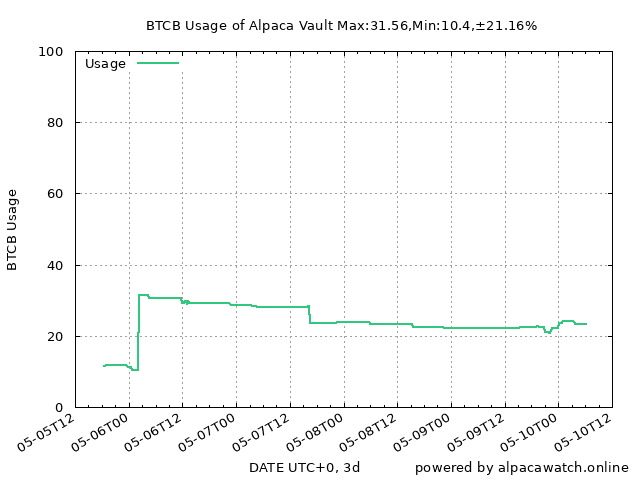 BTCB Usage of Alpaca Vault Max:31.56,Min:10.4,±21.16%
Usage
100
80
60
40
20
0
BTCB Usage
05-05T12
05-06T00
05-06T12
05-07T00
05-07T12
05-08T00
05-08T12
05-09T00
05-09T12
05-10T00
05-10T12
DATE UTC+0, 3d
powered by alpacawatch.online